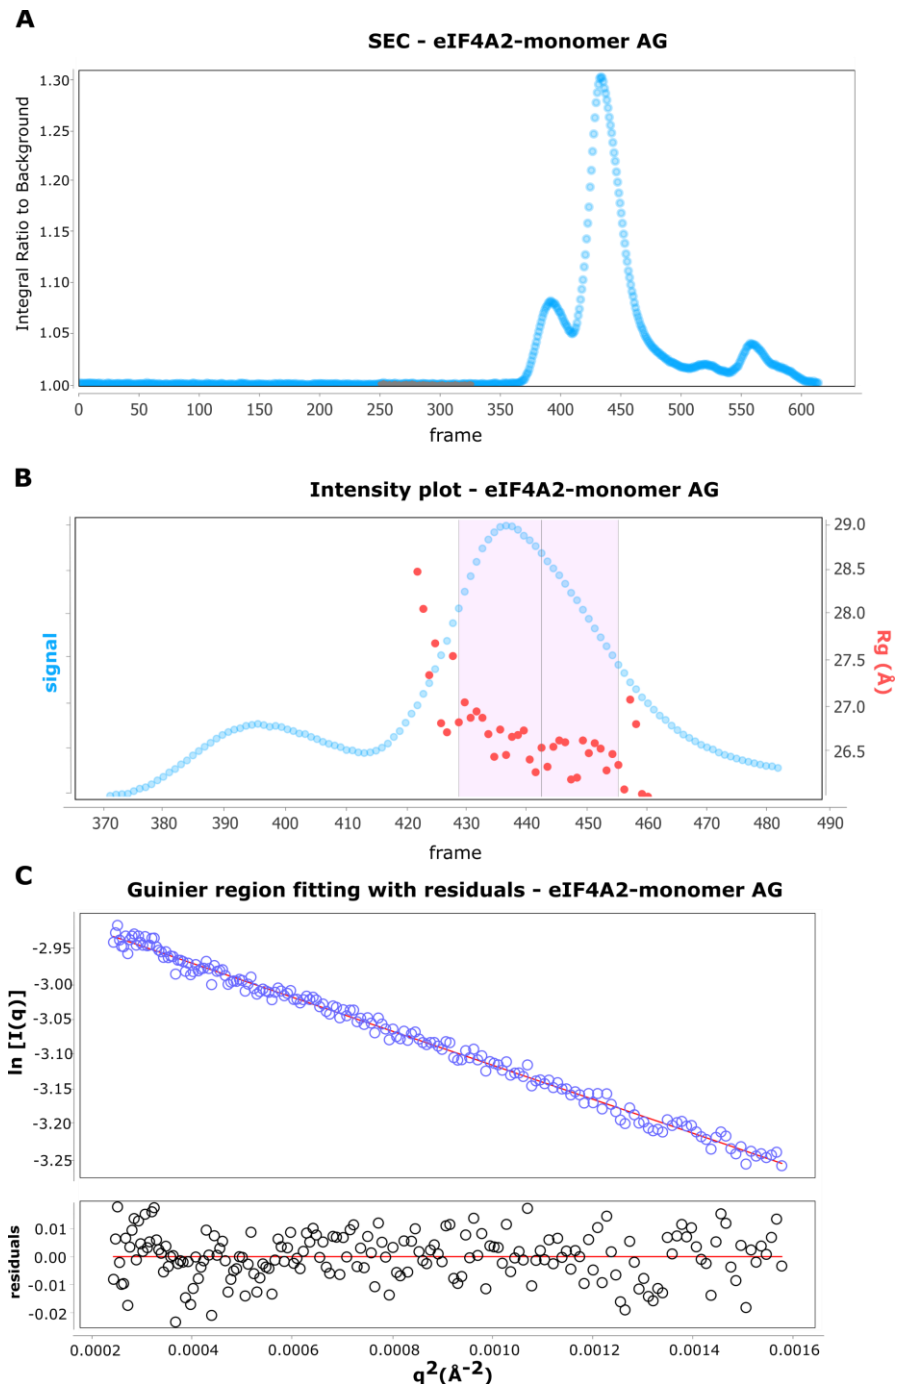 A
SEC - eIF4A2-monomer AG
Integral Ratio to Background
1.30
1.25
1.20
1.15
1.10
1.05
1.00
0 50 100 150 200 250 300 350 400 450 500 550 600
frame
B
Intensity plot - eIF4A2-monomer AG
signal
29.0
28.5
28.0
27.5
27.0
26.5
Rg (Å)
370 380 390 400 410 420 430 440 450 460 470 480 490
frame
C
Guinier region fitting with residuals - eIF4A2-monomer AG
ln [I(q)]
-2.95
-3.00
-3.05
-3.10
-3.15
-3.20
-3.25
residuals
0.01
0.00
-0.01
-0.02
0.0002 0.0004 0.0006 0.0008 0.0010 0.0012 0.0014 0.0016
q²(Å⁻²)